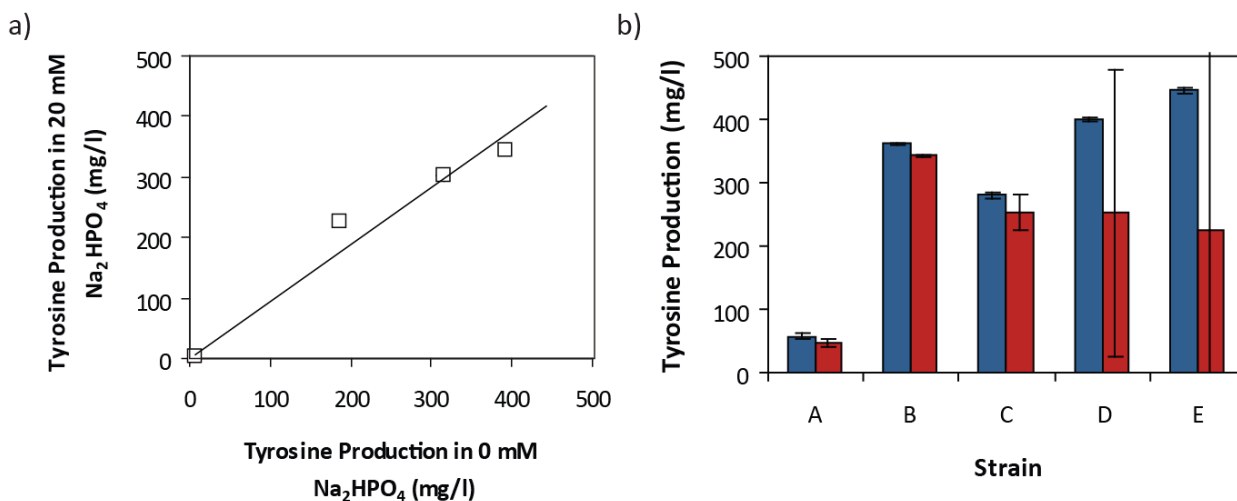 a)
Tyrosine Production in 20 mM
Na₂HPO₄ (mg/l)
500
400
300
200
100
0
0 100 200 300 400 500
Tyrosine Production in 0 mM
Na₂HPO₄ (mg/l)
b)
Tyrosine Production (mg/l)
500
400
300
200
100
0
A B C D E
Strain